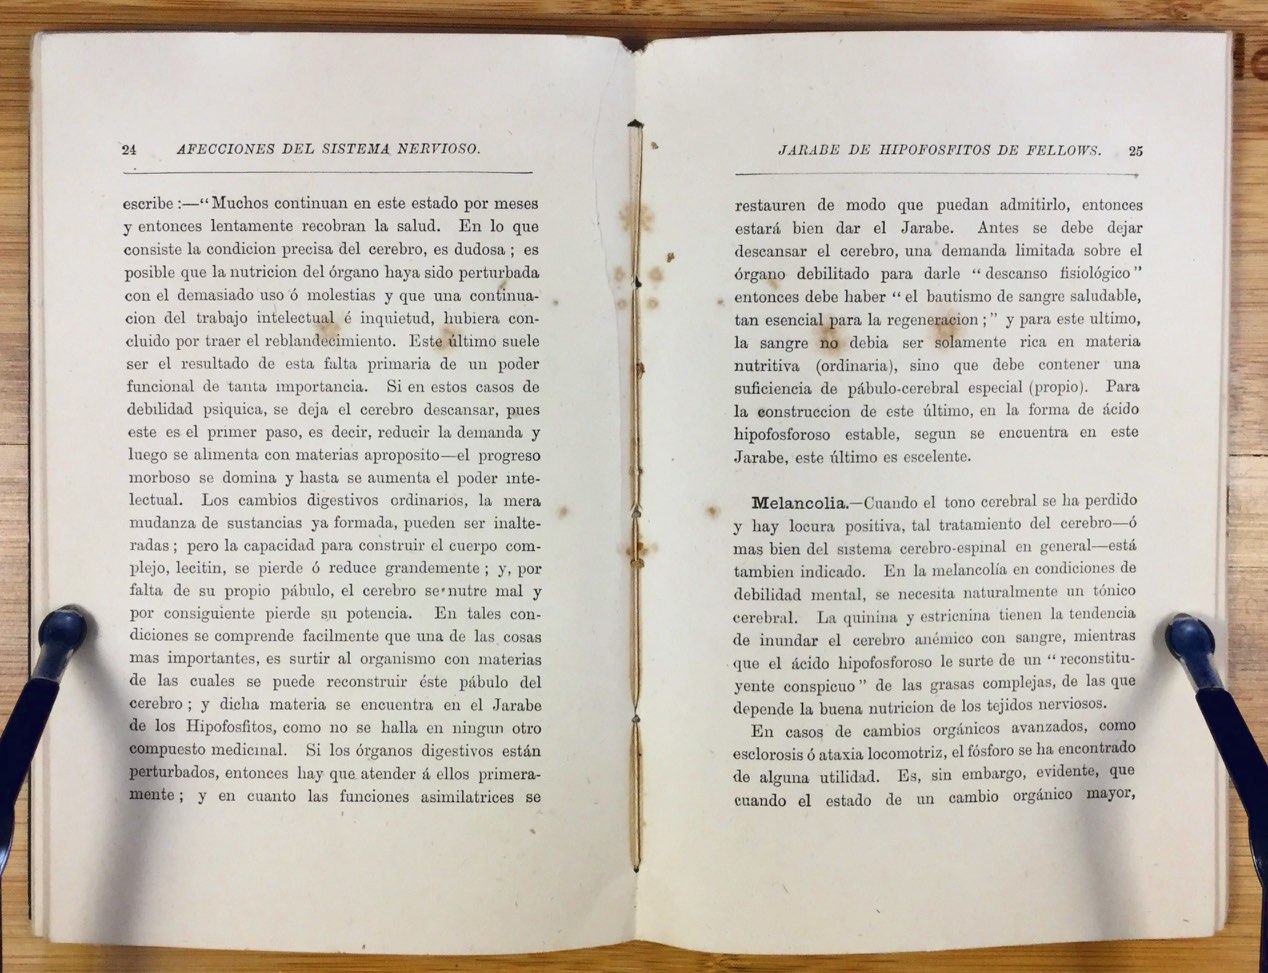 24 AFECCIONES DEL SISTEMA NERVIOSO.
escribe :—“ Muchos continuan en este estado por meses
y entonces lentamente recobran la salud. En lo que
consiste la condicion precisa del cerebro, es dudosa ; es
posible que la nutricion del órgano haya sido perturbada
con el demasiado uso ó molestias y que una continua-
cion del trabajo intelectual é inquietud, hubiera con-
cluido por traer el reblandecimiento. Este último suele
ser el resultado de esta falta primaria de un poder
funcional de tanta importancia. Si en estos casos de
debilidad psiquica, se deja el cerebro descansar, pues
este es el primer paso, es decir, reducir la demanda y
luego se alimenta con materias aproposito—el progreso
morboso se domina y hasta se aumenta el poder inte-
lectual. Los cambios digestivos ordinarios, la mera
mudanza de sustancias ya formada, pueden ser inalte-
radas ; pero la capacidad para construir el cuerpo com-
plejo, lecitin, se pierde ó reduce grandemente ; y, por
falta de su propio pábulo, el cerebro se nutre mal y
por consiguiente pierde su potencia. En tales con-
diciones se comprende facilmente que una de las cosas
mas importantes, es surtir al organismo con materias
de las cuales se puede reconstruir éste pábulo del
cerebro ; y dicha materia se encuentra en el Jarabe
de los Hipofosfitos, como no se halla en ningun otro
compuesto medicinal. Si los órganos digestivos están
perturbados, entonces hay que atender á ellos primera-
mente ; y en cuanto las funciones asimilatrices se
JARABE DE HIPOFOSFITOS DE FELLOWS. 25
restauren de modo que puedan admitirlo, entonces
estará bien dar el Jarabe. Antes se debe dejar
descansar el cerebro, una demanda limitada sobre el
órgano debilitado para darle “ descanso fisiológico ”
entonces debe haber “ el bautismo de sangre saludable,
tan esencial para la regeneracion ; ” y para este ultimo,
la sangre no debia ser solamente rica en materia
nutritiva (ordinaria), sino que debe contener una
suficiencia de pábulo-cerebral especial (propio). Para
la construccion de este último, en la forma de ácido
hipofosforoso estable, segun se encuentra en este
Jarabe, este último es escelente.
Melancolia.—Cuando el tono cerebral se ha perdido
y hay locura positiva, tal tratamiento del cerebro—ó
mas bien del sistema cerebro-espinal en general—está
tambien indicado. En la melancolía en condiciones de
debilidad mental, se necesita naturalmente un tónico
cerebral. La quinina y estricnina tienen la tendencia
de inundar el cerebro anémico con sangre, mientras
que el ácido hipofosforoso le surte de un “ reconstitu-
yente conspicuo ” de las grasas complejas, de las que
depende la buena nutricion de los tejidos nerviosos.
En casos de cambios orgánicos avanzados, como
esclorosis ó ataxia locomotriz, el fósforo se ha encontrado
de alguna utilidad. Es, sin embargo, evidente, que
cuando el estado de un cambio orgánico mayor,